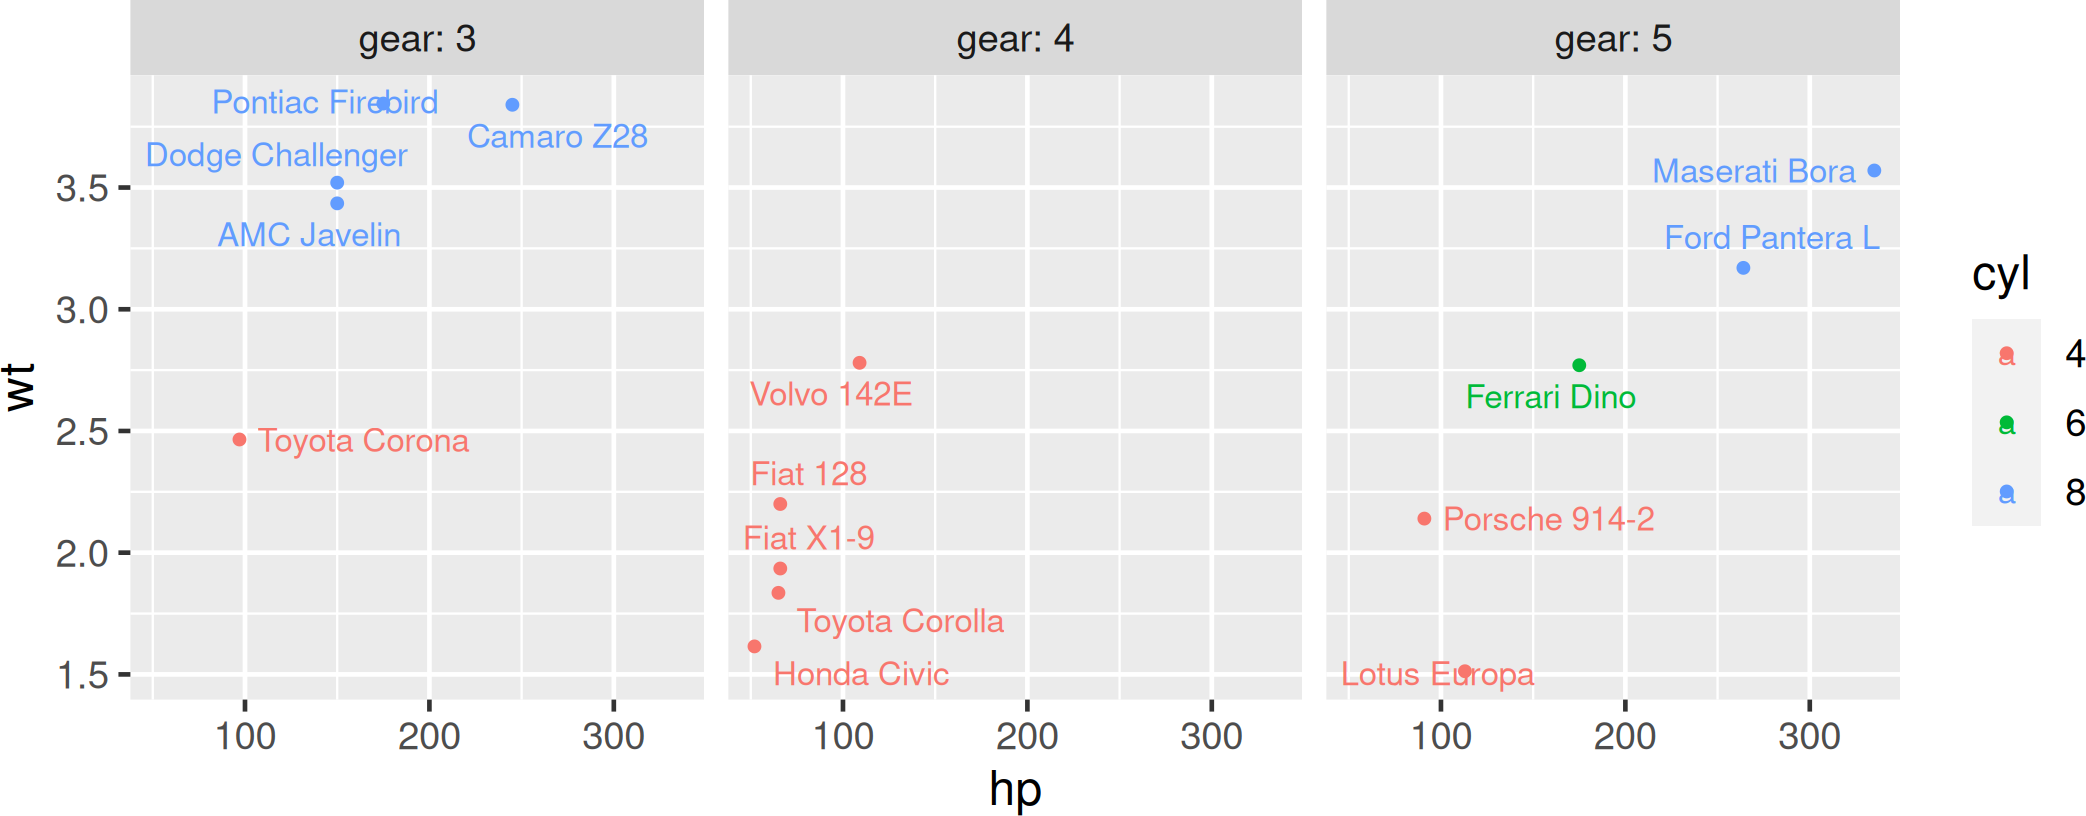 gear: 3
gear: 4
gear: 5
Pontiac Firebird
Camaro Z28
Dodge Challenger
AMC Javelin
Toyota Corona
Volvo 142E
Fiat 128
Fiat X1-9
Toyota Corolla
Honda Civic
Maserati Bora
Ford Pantera L
Ferrari Dino
Porsche 914-2
Lotus Europa
3.5
3.0
2.5
2.0
1.5
wt
100 200 300
100 200 300
100 200 300
hp
cyl
a 4
a 6
a 8